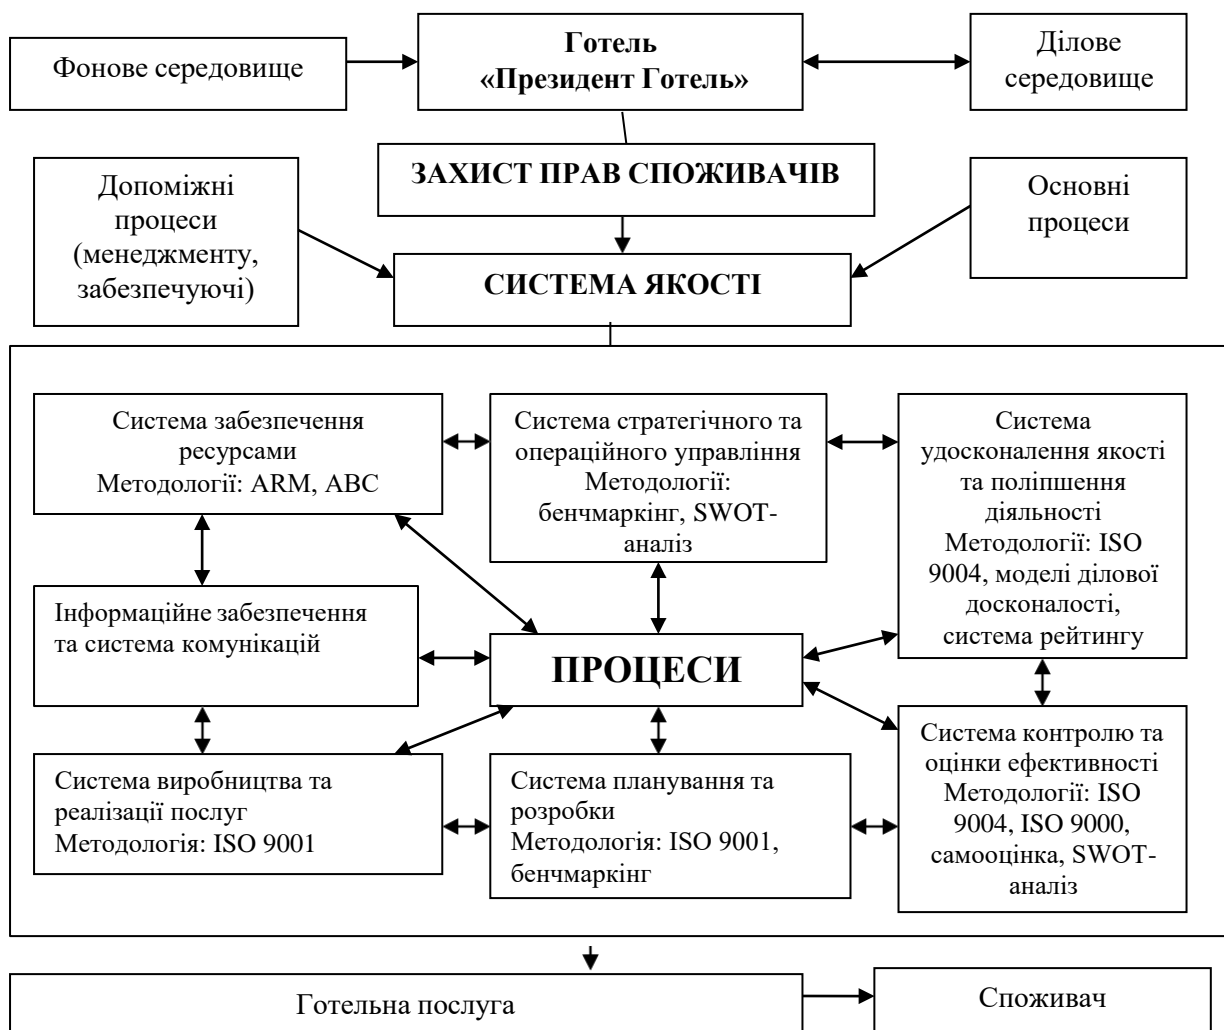 Фонове середовище
Готель
«Президент Готель»
Ділове
середовище
ЗАХИСТ ПРАВ СПОЖИВАЧІВ
Допоміжні
процеси
(менеджменту,
забезпечуючі)
Основні
процеси
СИСТЕМА ЯКОСТІ
Система забезпечення
ресурсами
Методології: ARM, ABC
Система стратегічного та
операційного управління
Методології:
бенчмаркінг, SWOT-
аналіз
Система
удосконалення якості
та поліпшення
діяльності
Методології: ISO
9004, моделі ділової
досконалості,
система рейтингу
Інформаційне забезпечення
та система комунікацій
ПРОЦЕСИ
Система виробництва та
реалізації послуг
Методологія: ISO 9001
Система планування та
розробки
Методологія: ISO 9001,
бенчмаркінг
Система контролю та
оцінки ефективності
Методології: ISO
9004, ISO 9000,
самооцінка, SWOT-
аналіз
Готельна послуга
Споживач